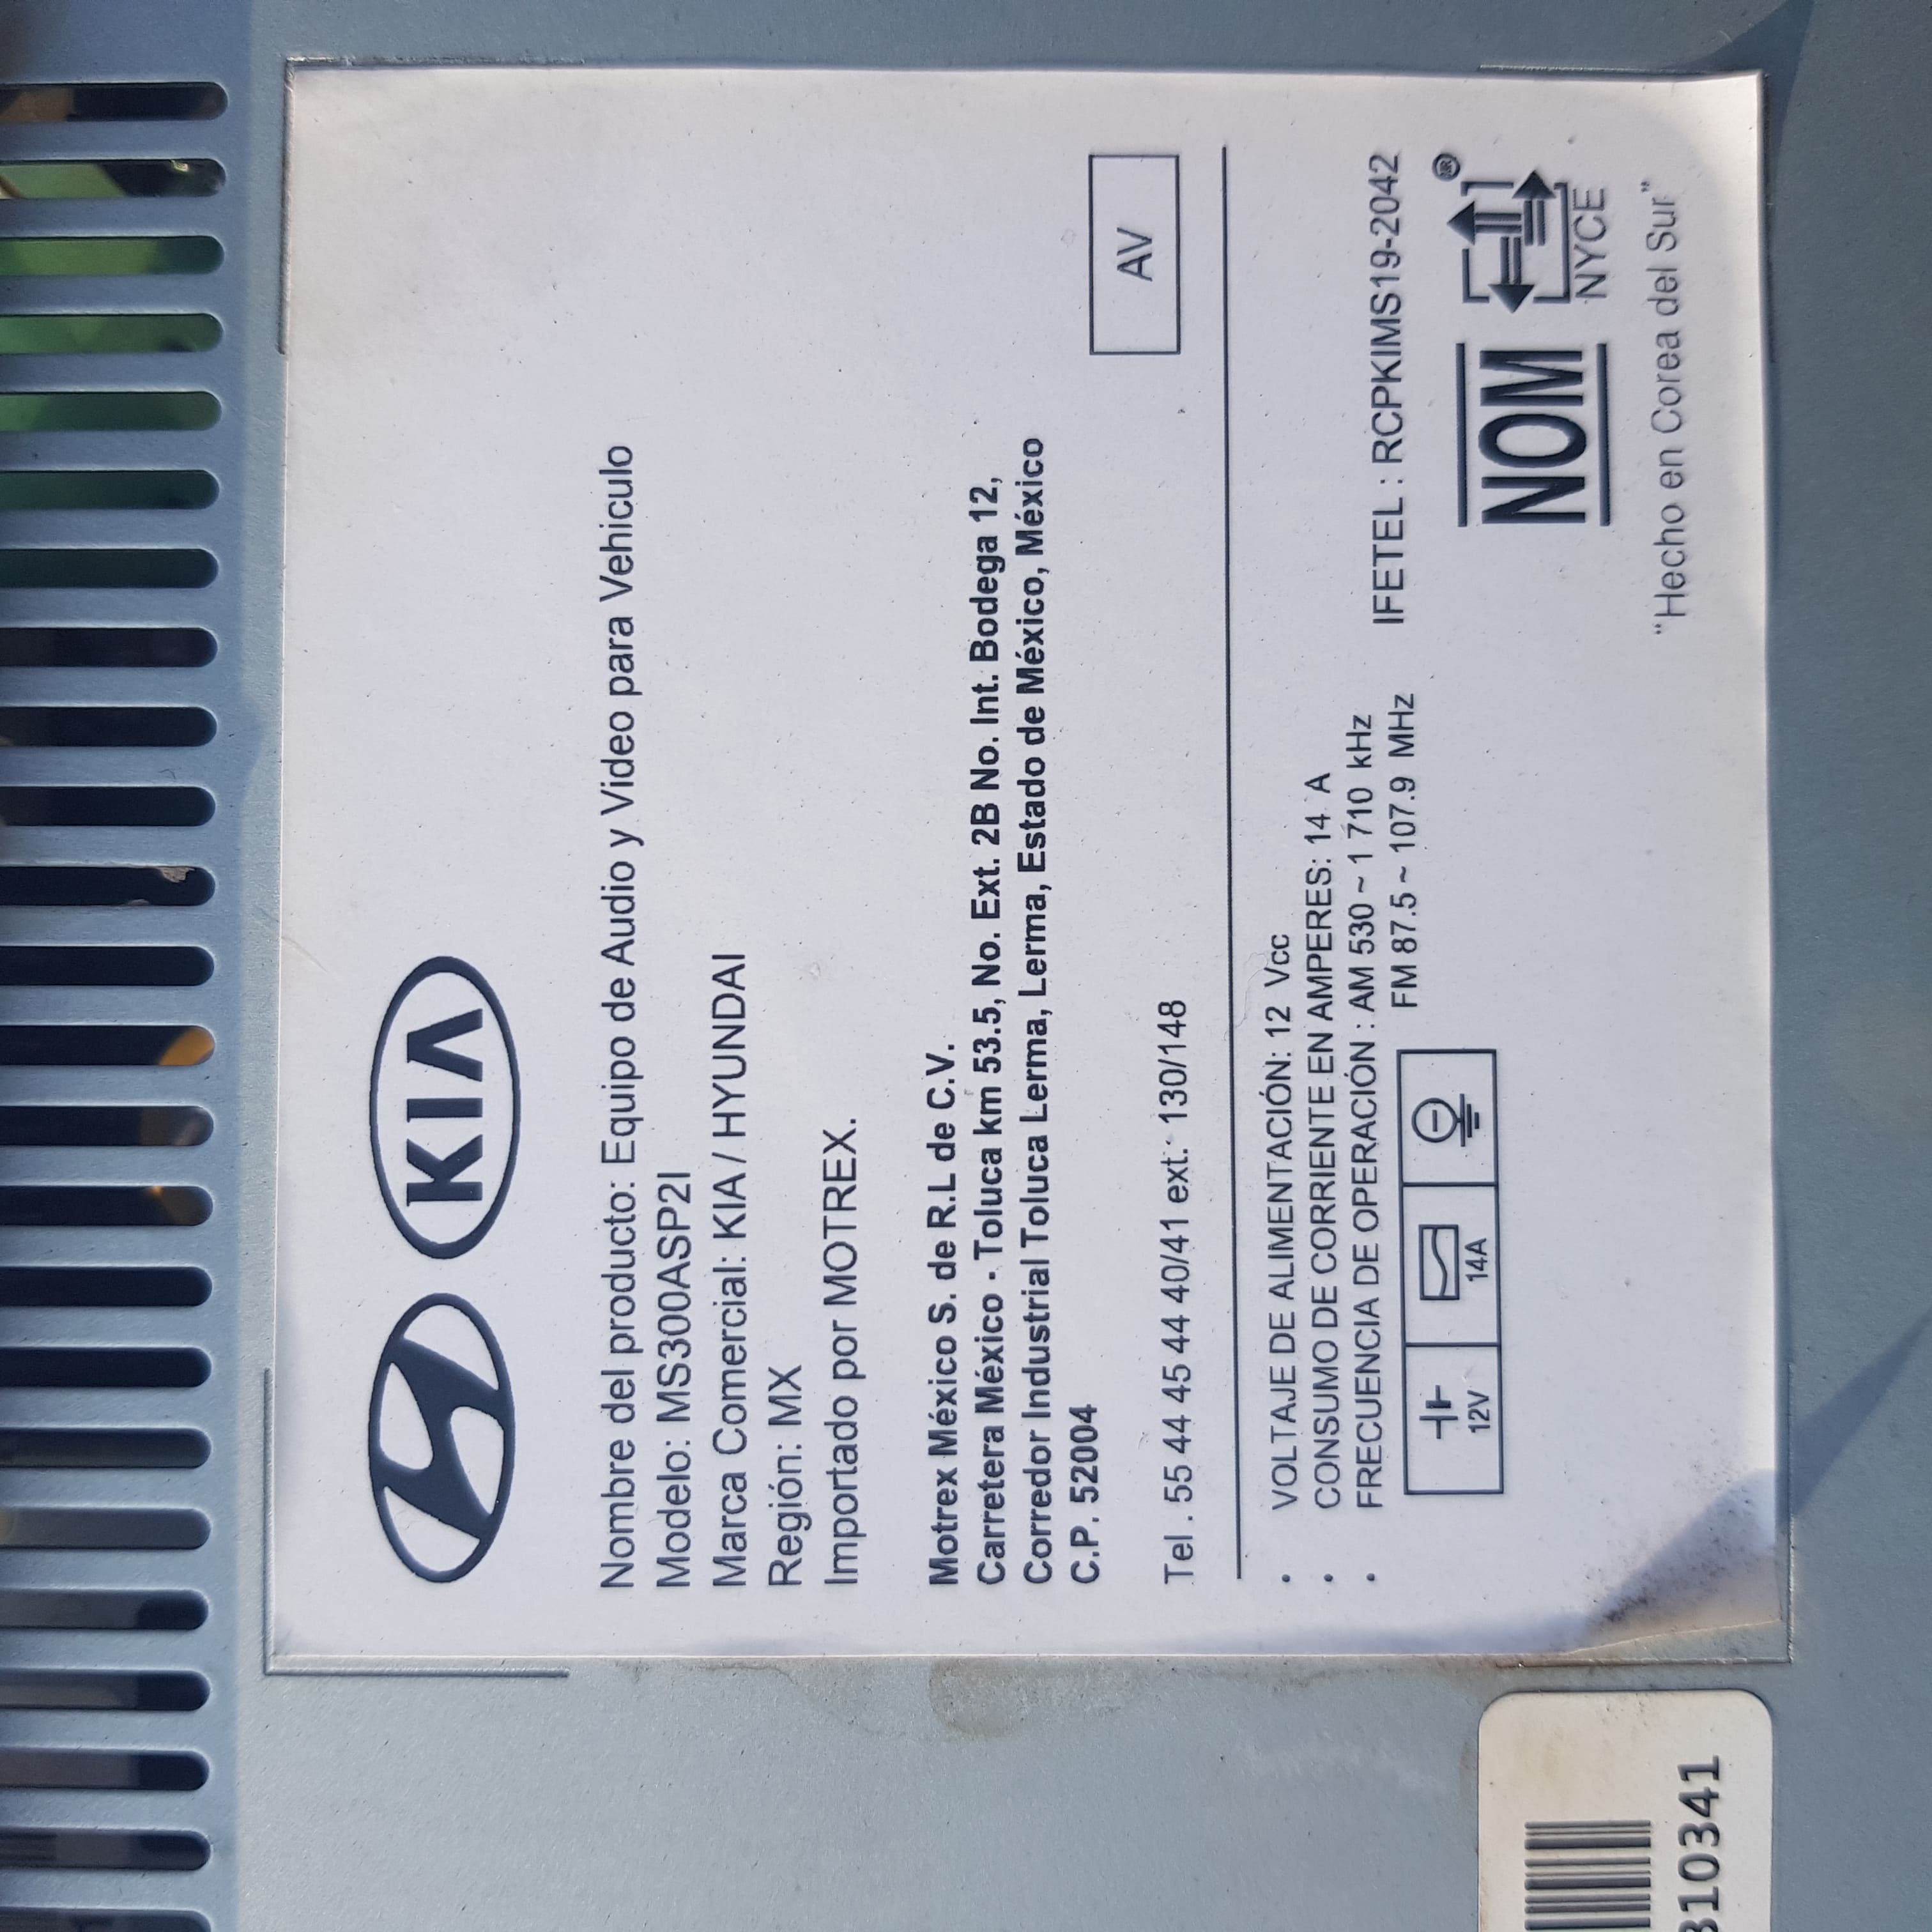 KIA
Nombre del producto: Equipo de Audio y Video para Vehiculo
Modelo: MS300ASP2I
Marca Comercial: KIA / HYUNDAI
Región: MX
Importado por MOTREX.
Motrex México S. de R.L de C.V.
Carretera México - Toluca km 53.5, No. Ext. 2B No. Int. Bodega 12,
Corredor Industrial Toluca Lerma, Lerma, Estado de México, México
C.P. 52004
AV
Tel. 55 44 45 44 40/41 ext. 130/148
• VOLTAJE DE ALIMENTACIÓN: 12 Vcc
• CONSUMO DE CORRIENTE EN AMPERES: 14 A
• FRECUENCIA DE OPERACIÓN : AM 530 ~ 1 710 kHz
FM 87.5 ~ 107.9 MHz
12V
14A
IFETEL : RCPKIMS19-2042
NOM
NYCE
MR
"Hecho en Corea del Sur"
310341